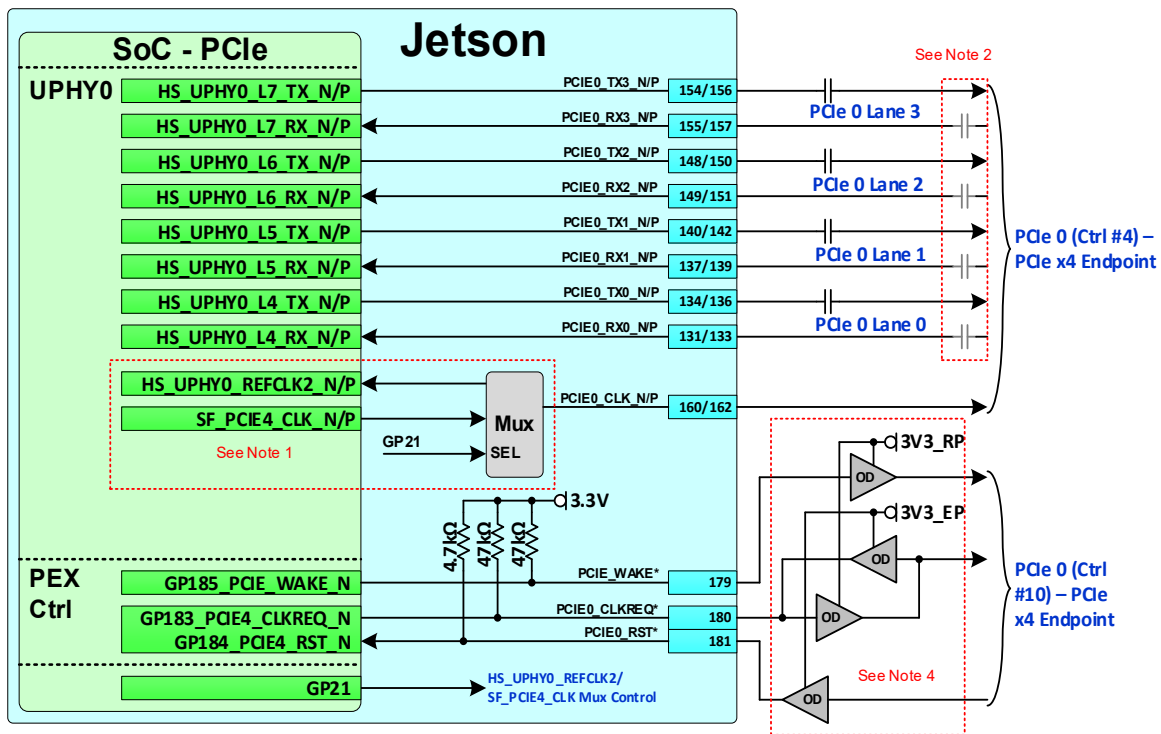 Jetson
SoC - PCIe
See Note 2
UPHY0
HS_UPHY0_L7_TX_N/P
PCIE0_TX3_N/P
154/156
PCIe 0 Lane 3
HS_UPHY0_L7_RX_N/P
PCIE0_RX3_N/P
155/157
HS_UPHY0_L6_TX_N/P
PCIE0_TX2_N/P
148/150
PCIe 0 Lane 2
HS_UPHY0_L6_RX_N/P
PCIE0_RX2_N/P
149/151
HS_UPHY0_L5_TX_N/P
PCIE0_TX1_N/P
140/142
PCIe 0 Lane 1
HS_UPHY0_L5_RX_N/P
PCIE0_RX1_N/P
137/139
HS_UPHY0_L4_TX_N/P
PCIE0_TX0_N/P
134/136
PCIe 0 Lane 0
HS_UPHY0_L4_RX_N/P
PCIE0_RX0_N/P
131/133
PCIe 0 (Ctrl #4) –
PCIe x4 Endpoint
HS_UPHY0_REFCLK2_N/P
SF_PCIE4_CLK_N/P
See Note 1
GP21
Mux
SEL
PCIE0_CLK_N/P
160/162
3.3V
4.7kΩ
47kΩ
47kΩ
3V3_RP
OD
3V3_EP
OD
OD
OD
See Note 4
PEX
Ctrl
GP185_PCIE_WAKE_N
PCIE_WAKE*
179
GP183_PCIE4_CLKREQ_N
PCIE0_CLKREQ*
180
GP184_PCIE4_RST_N
PCIE0_RST*
181
PCIe 0 (Ctrl
#10) – PCIe
x4 Endpoint
GP21
HS_UPHY0_REFCLK2/
SF_PCIE4_CLK Mux Control